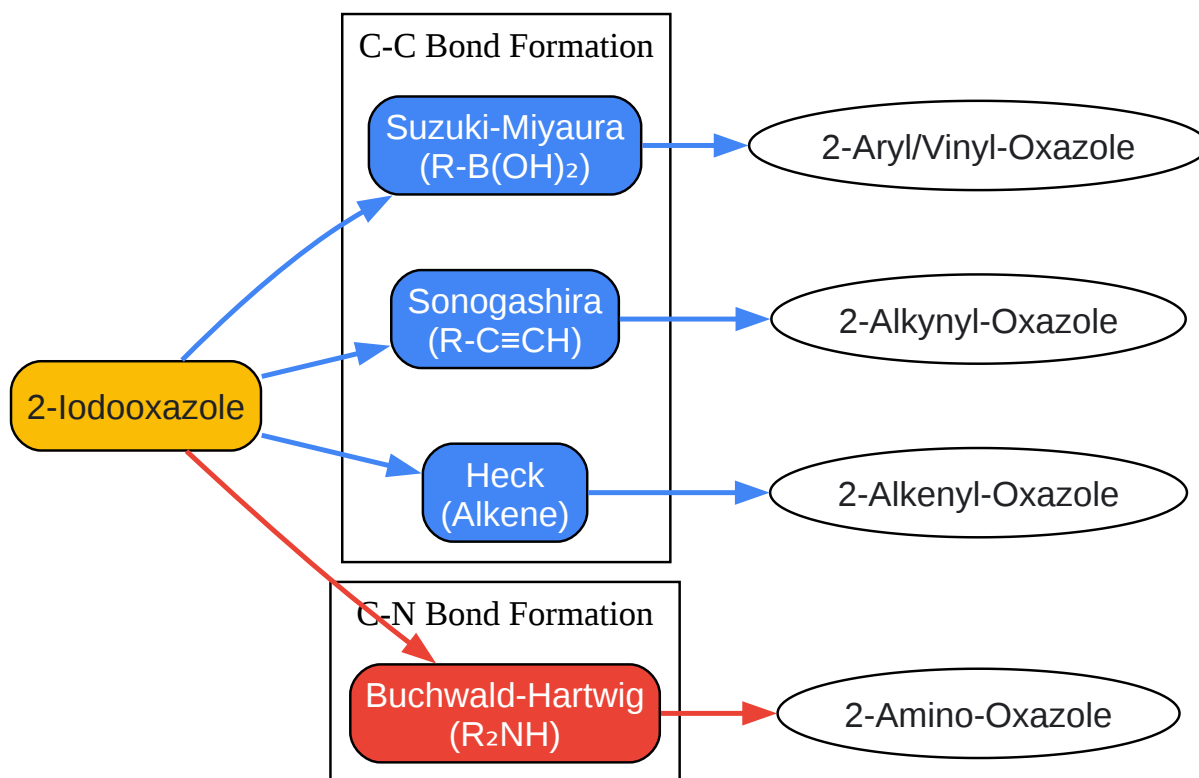 C-C Bond Formation
Suzuki-Miyaura
(R-B(OH)₂)
2-Aryl/Vinyl-Oxazole
Sonogashira
(R-C≡CH)
2-Alkynyl-Oxazole
2-Iodooxazole
Heck
(Alkene)
2-Alkenyl-Oxazole
C-N Bond Formation
Buchwald-Hartwig
(R₂NH)
2-Amino-Oxazole